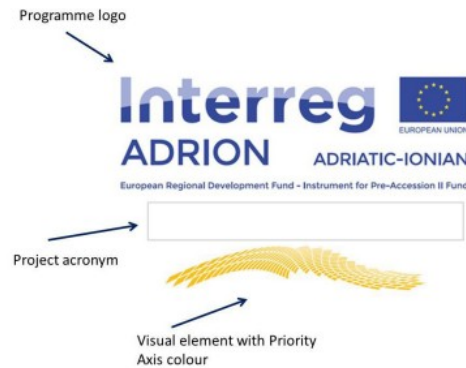 Programme logo
Interreg
EUROPEAN UNION
ADRION ADRIATIC-IONIAN
European Regional Development Fund - Instrument for Pre-Accession II Fund
Project acronym
Visual element with Priority
Axis colour